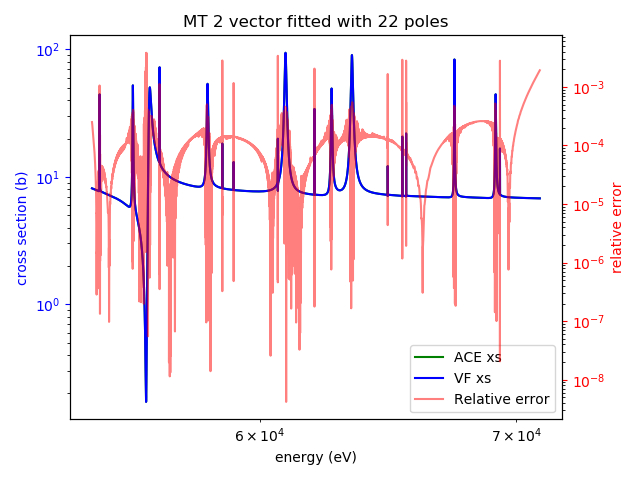 MT 2 vector fitted with 22 poles
10²
10¹
10⁰
cross section (b)
10⁻³
10⁻⁴
10⁻⁵
10⁻⁶
10⁻⁷
10⁻⁸
relative error
ACE xs
VF xs
Relative error
6 × 10⁴
7 × 10⁴
energy (eV)